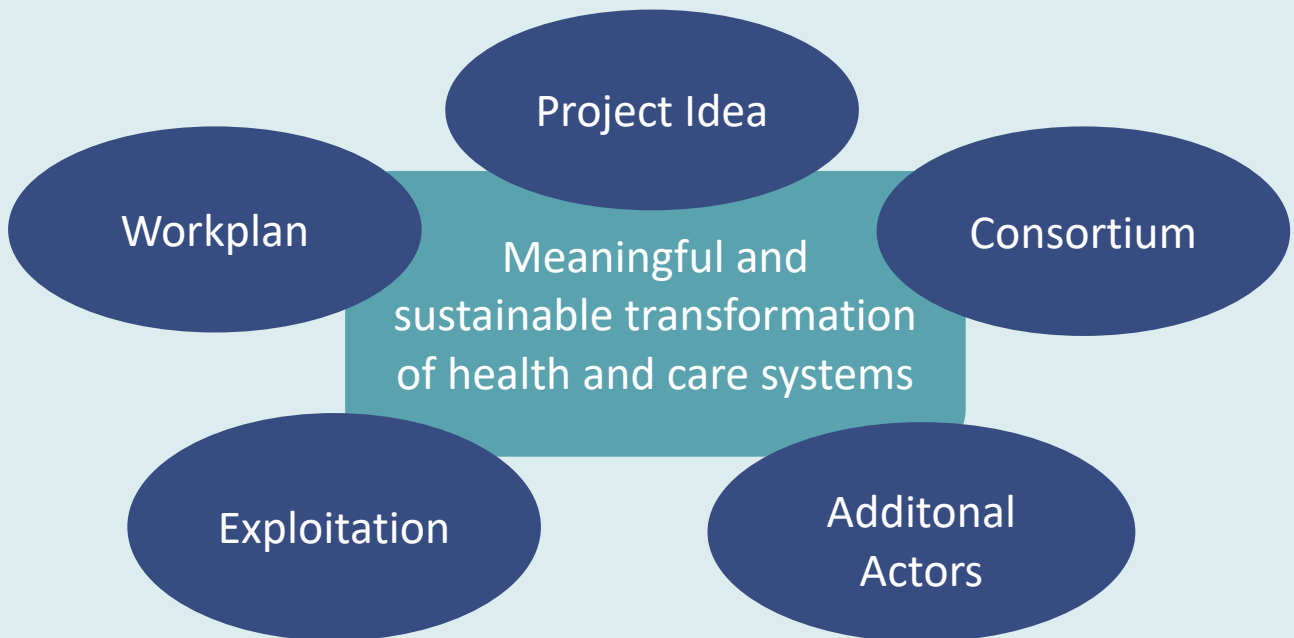 Project Idea
Workplan
Consortium
Meaningful and
sustainable transformation
of health and care systems
Exploitation
Additonal
Actors